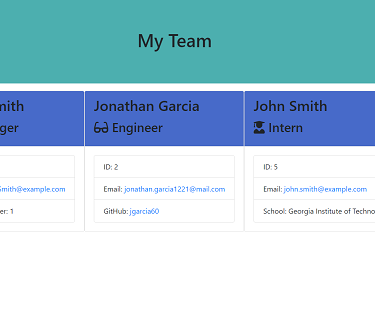 My Team
mith
ger
Smith@example.com
er: 1
Jonathan Garcia
Engineer
ID: 2
Email: jonathan.garcia1221@mail.com
GitHub: jgarcia60
John Smith
Intern
ID: 5
Email: john.smith@example.com
School: Georgia Institute of Techno